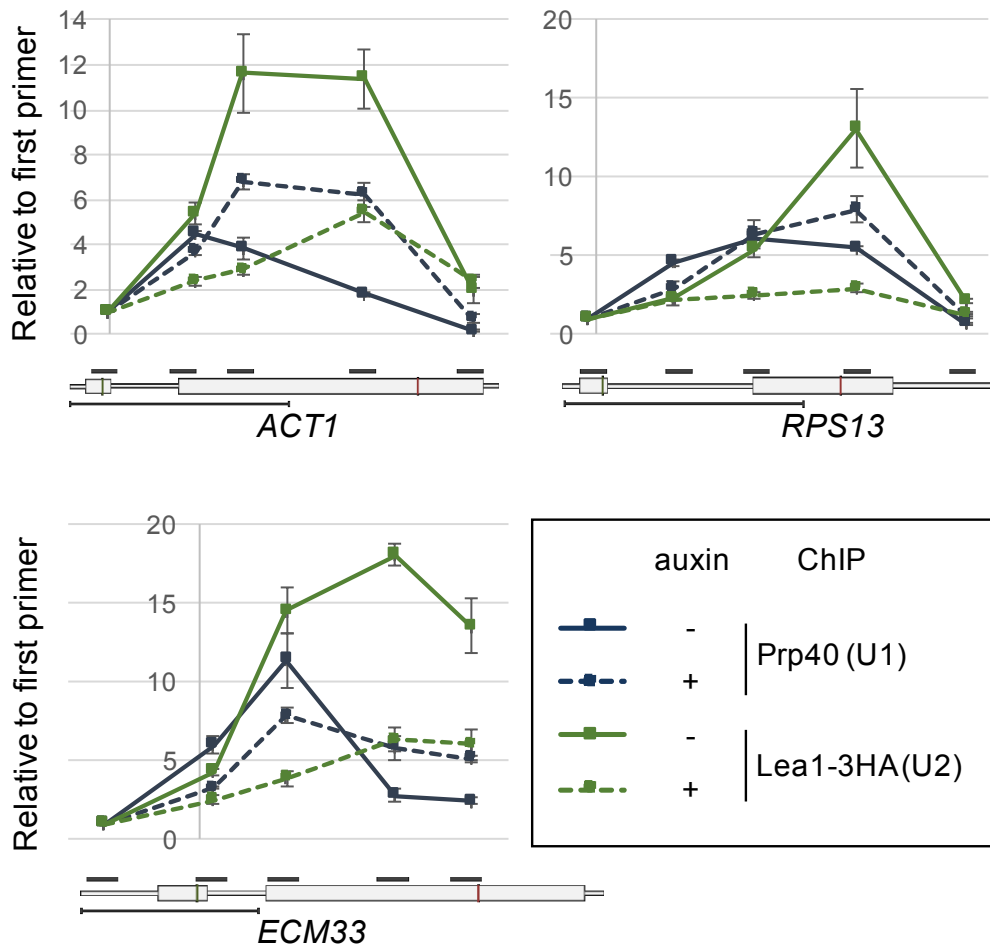 Relative to first primer
14
12
10
8
6
4
2
0
ACT1
20
15
10
5
0
RPS13
Relative to first primer
20
15
10
5
0
ECM33
auxin ChIP
-
Prp40 (U1)
+
-
Lea1-3HA(U2)
+